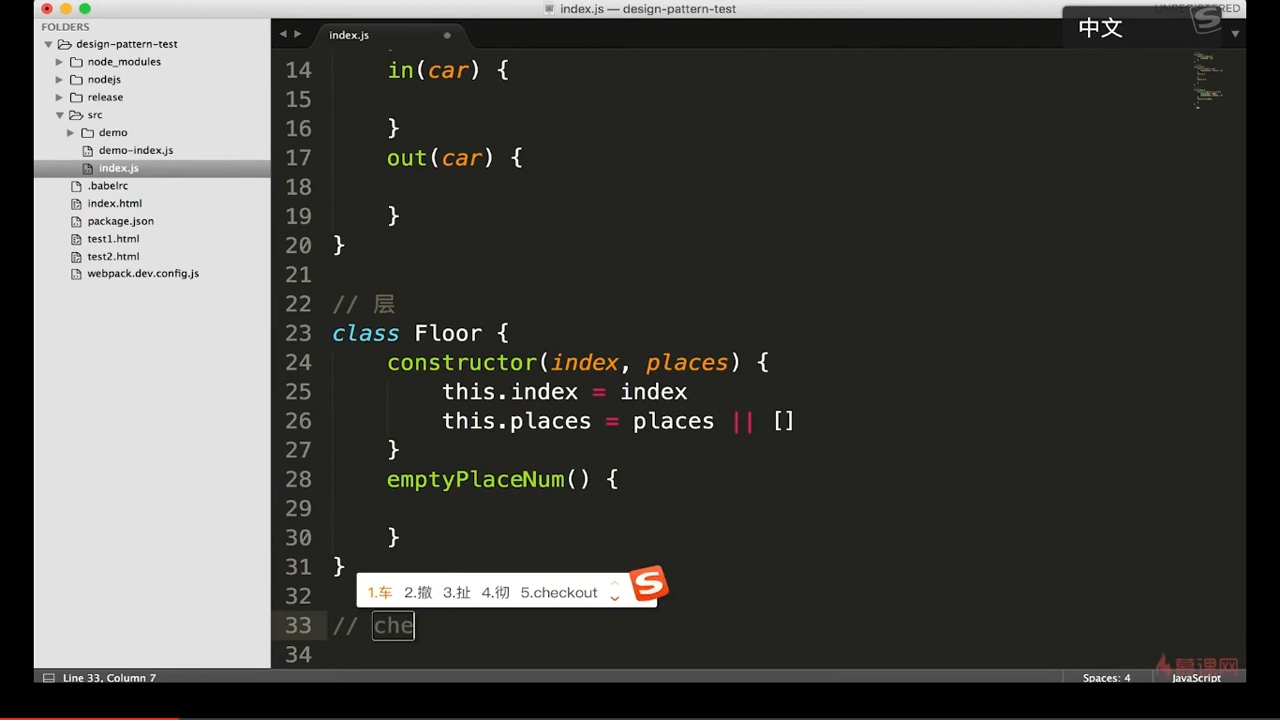 index.js — design-pattern-test
UNREGISTERED
中文
FOLDERS
design-pattern-test
node_modules
nodejs
release
src
demo
demo-index.js
index.js
.babelrc
index.html
package.json
test1.html
test2.html
webpack.dev.config.js
index.js
14 in(car) {
15
16 }
17 out(car) {
18
19 }
20 }
21
22 // 层
23 class Floor {
24 constructor(index, places) {
25 this.index = index
26 this.places = places || []
27 }
28 emptyPlaceNum() {
29
30 }
31 }
32
1.车 2.撤 3.扯 4.彻 5.checkout
33 // che
34
慕课网
Line 33, Column 7
Spaces: 4
JavaScript